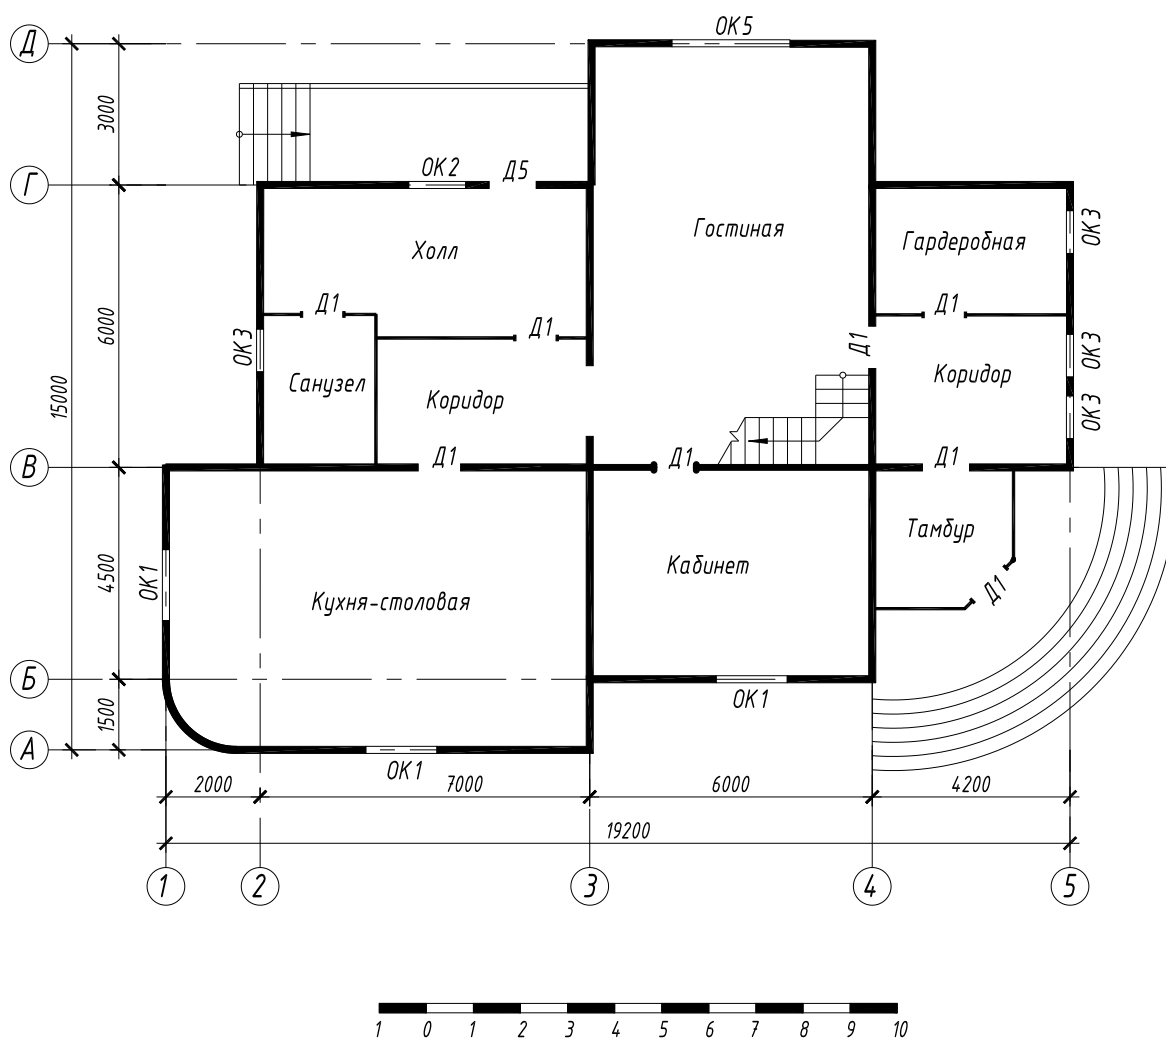 Д
ОК5
3000
Г
ОК2
Д5
Гостиная
ОК3
Холл
Гардеробная
6000
15000
Д1
Д1
Д1
Д1
ОК3
ОК3
Санузел
Коридор
Коридор
ОК3
В
Д1
Д1
Д1
4500
ОК1
Кухня-столовая
Кабинет
Тамбур
Д1
Б
1500
ОК1
А
ОК1
2000
7000
6000
4200
19200
1
2
3
4
5
1 0 1 2 3 4 5 6 7 8 9 10